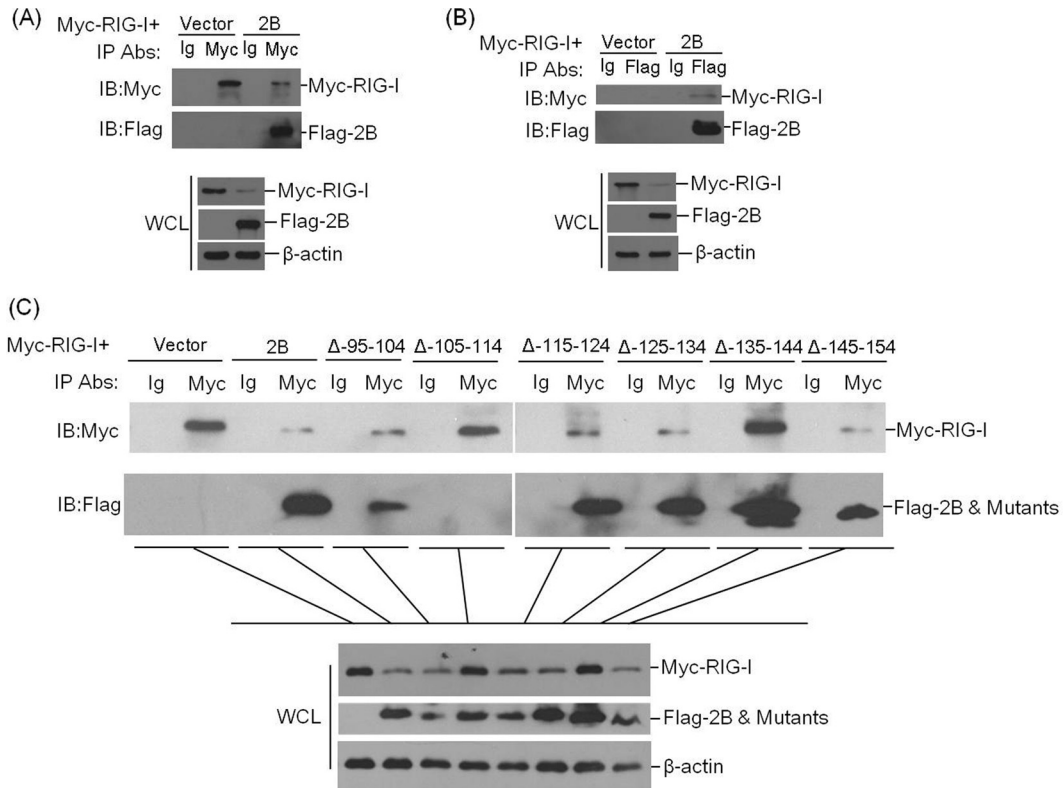 (A)
Myc-RIG-I+ Vector 2B
IP Abs: Ig Myc Ig Myc
IB:Myc Myc-RIG-I
IB:Flag Flag-2B
WCL
Myc-RIG-I
Flag-2B
β-actin
(B)
Myc-RIG-I+ Vector 2B
IP Abs: Ig Flag Ig Flag
IB:Myc Myc-RIG-I
IB:Flag Flag-2B
WCL
Myc-RIG-I
Flag-2B
β-actin
(C)
Myc-RIG-I+ Vector 2B Δ-95-104 Δ-105-114 Δ-115-124 Δ-125-134 Δ-135-144 Δ-145-154
IP Abs: Ig Myc Ig Myc Ig Myc Ig Myc Ig Myc Ig Myc Ig Myc Ig Myc
IB:Myc Myc-RIG-I
IB:Flag Flag-2B & Mutants
WCL
Myc-RIG-I
Flag-2B & Mutants
β-actin